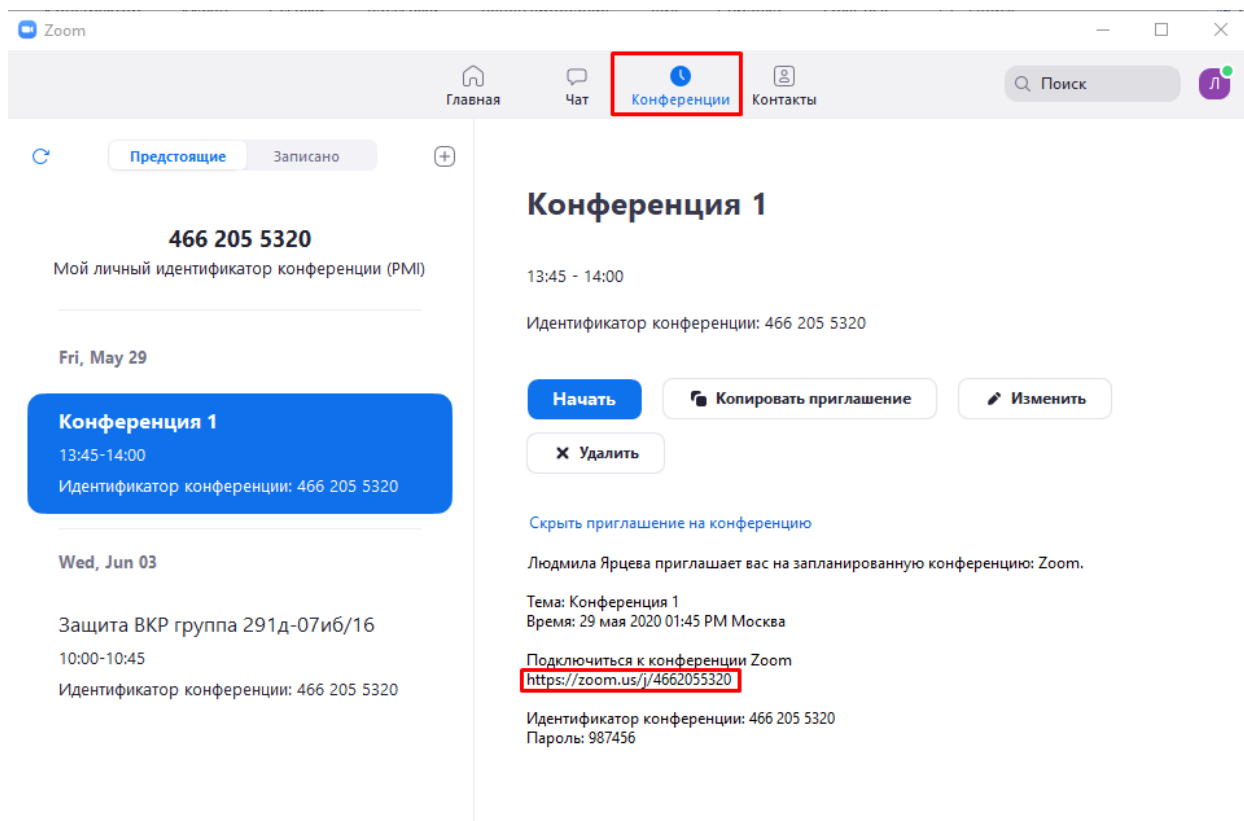 Zoom
Главная
Чат
Конференции
Контакты
Поиск
Л
Предстоящие
Записано
466 205 5320
Мой личный идентификатор конференции (PMI)
Fri, May 29
Конференция 1
13:45-14:00
Идентификатор конференции: 466 205 5320
Wed, Jun 03
Защита ВКР группа 291д-07иб/16
10:00-10:45
Идентификатор конференции: 466 205 5320
Конференция 1
13:45 - 14:00
Идентификатор конференции: 466 205 5320
Начать
Копировать приглашение
Изменить
Удалить
Скрыть приглашение на конференцию
Людмила Ярцева приглашает вас на запланированную конференцию: Zoom.
Тема: Конференция 1
Время: 29 мая 2020 01:45 PM Москва
Подключиться к конференции Zoom
https://zoom.us/j/4662055320
Идентификатор конференции: 466 205 5320
Пароль: 987456